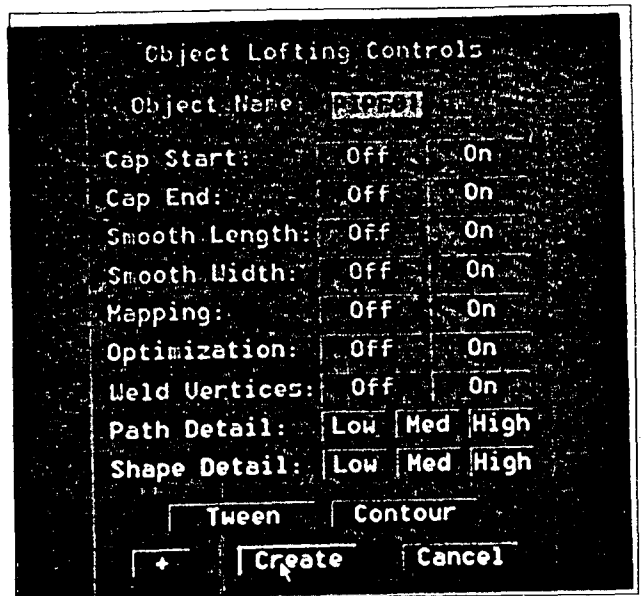 Object Lofting Controls
Object Name: PIPE01
Cap Start: Off On
Cap End: Off On
Smooth Length: Off On
Smooth Width: Off On
Mapping: Off On
Optimization: Off On
Weld Vertices: Off On
Path Detail: Low Med High
Shape Detail: Low Med High
Tween Contour
+ Create Cancel